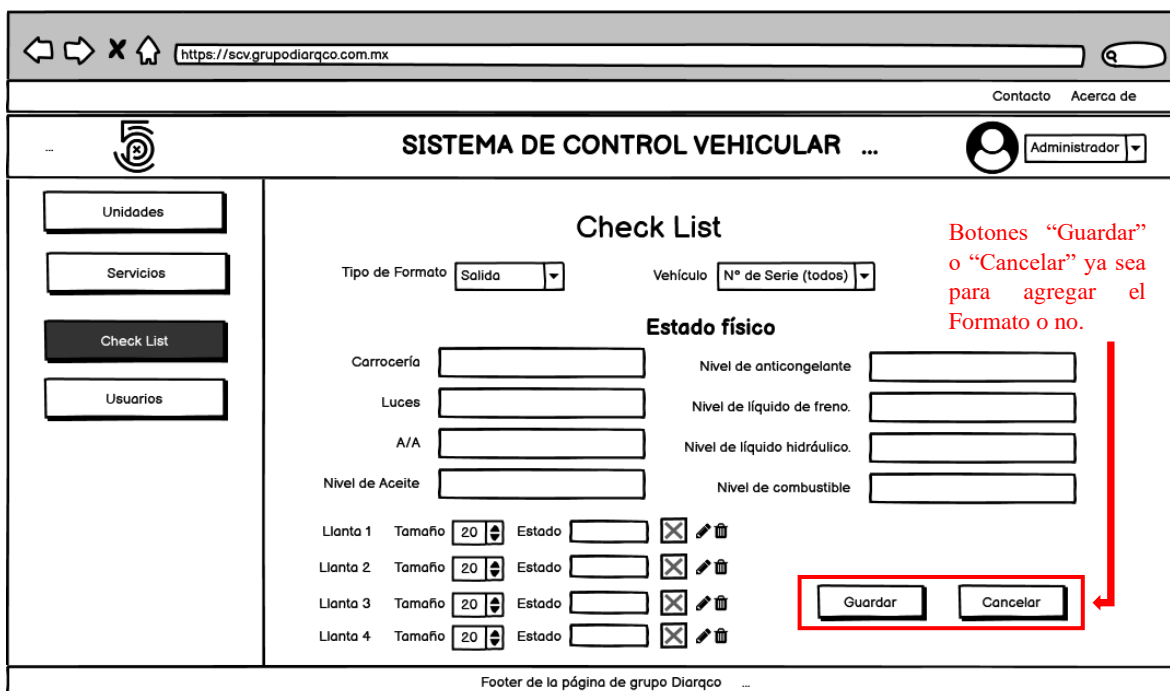 https://scv.grupodiarqco.com.mx
Contacto Acerca de
... SISTEMA DE CONTROL VEHICULAR ... Administrador
Unidades
Servicios
Check List
Usuarios
Check List
Tipo de Formato Salida Vehículo N° de Serie (todos)
Estado físico
Carrocería
Luces
A/A
Nivel de Aceite
Nivel de anticongelante
Nivel de líquido de freno.
Nivel de líquido hidráulico.
Nivel de combustible
Llanta 1 Tamaño 20 Estado
Llanta 2 Tamaño 20 Estado
Llanta 3 Tamaño 20 Estado
Llanta 4 Tamaño 20 Estado
Botones “Guardar”
o “Cancelar” ya sea
para agregar el
Formato o no.
Guardar Cancelar
Footer de la página de grupo Diarqco ...